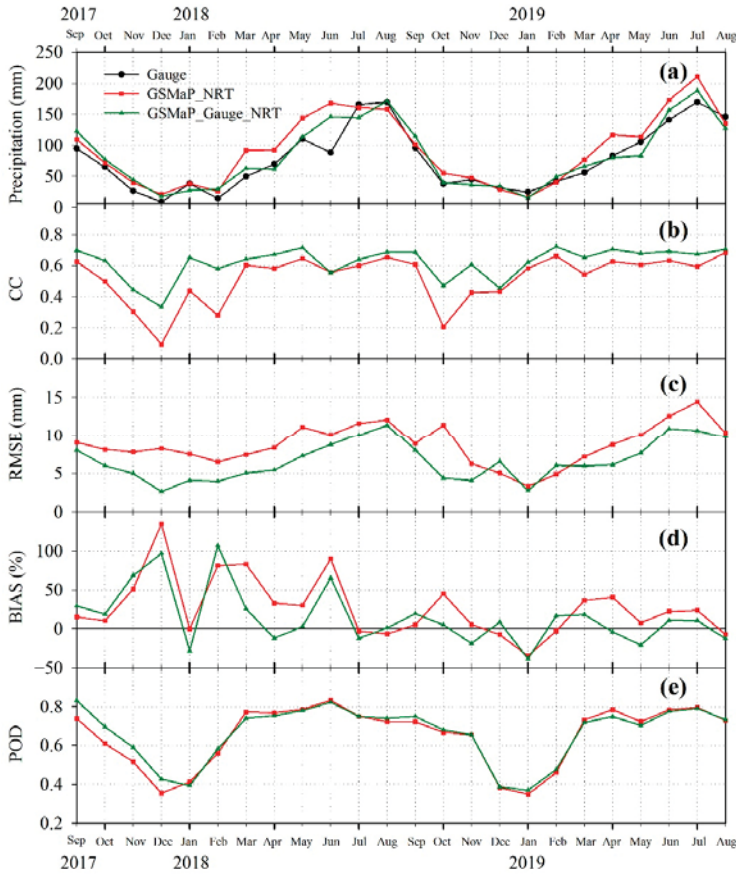 2017 2018 2019
Sep Oct Nov Dec Jan Feb Mar Apr May Jun Jul Aug Sep Oct Nov Dec Jan Feb Mar Apr May Jun Jul Aug
250
200
150
100
50
0
Precipitation (mm)
Gauge
GSMaP_NRT
GSMaP_Gauge_NRT
(a)
0.8
0.6
0.4
0.2
0.0
CC
(b)
15
10
5
0
RMSE (mm)
(c)
100
50
0
−50
BIAS (%)
(d)
0.8
0.6
0.4
0.2
POD
(e)
Sep Oct Nov Dec Jan Feb Mar Apr May Jun Jul Aug Sep Oct Nov Dec Jan Feb Mar Apr May Jun Jul Aug
2017 2018 2019